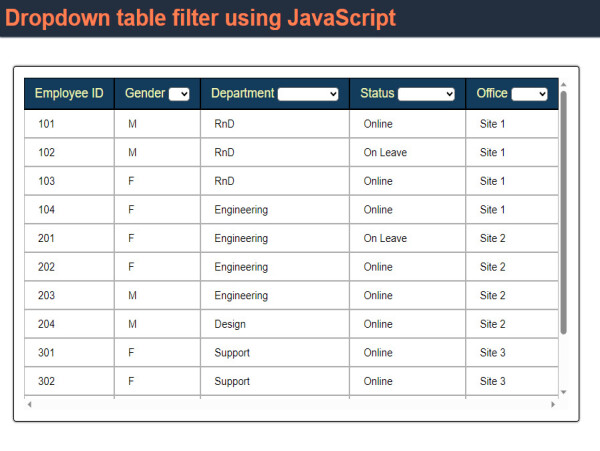 Dropdown table filter using JavaScript
Employee ID Gender Department Status Office
101 M RnD Online Site 1
102 M RnD On Leave Site 1
103 F RnD Online Site 1
104 F Engineering Online Site 1
201 F Engineering On Leave Site 2
202 F Engineering Online Site 2
203 M Engineering Online Site 2
204 M Design Online Site 2
301 F Support Online Site 3
302 F Support Online Site 3